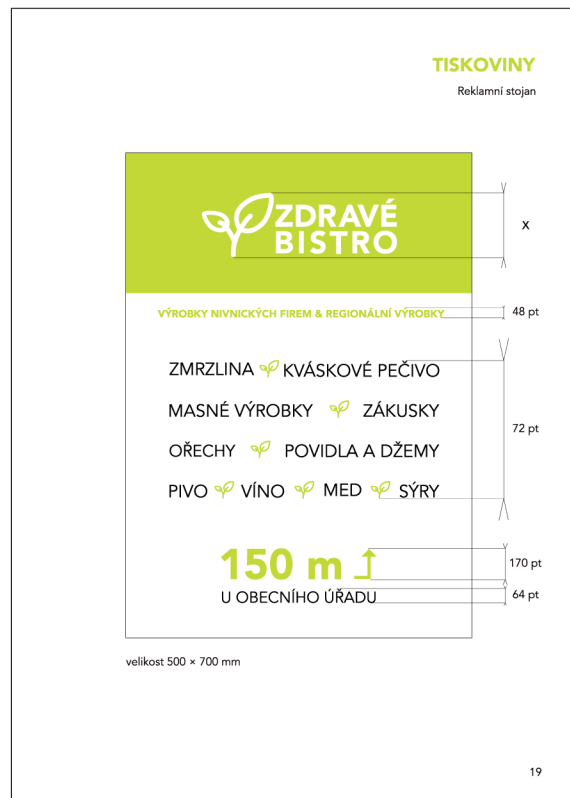 TISKOVINY
Reklamní stojan
ZDRAVÉ
BISTRO
X
VÝROBKY NIVNICKÝCH FIREM & REGIONÁLNÍ VÝROBKY
48 pt
ZMRZLINA KVÁSKOVÉ PEČIVO
MASNÉ VÝROBKY ZÁKUSKY
72 pt
OŘECHY POVIDLA A DŽEMY
PIVO VÍNO MED SÝRY
150 m
170 pt
U OBECNÍHO ÚŘADU
64 pt
velikost 500 × 700 mm
19